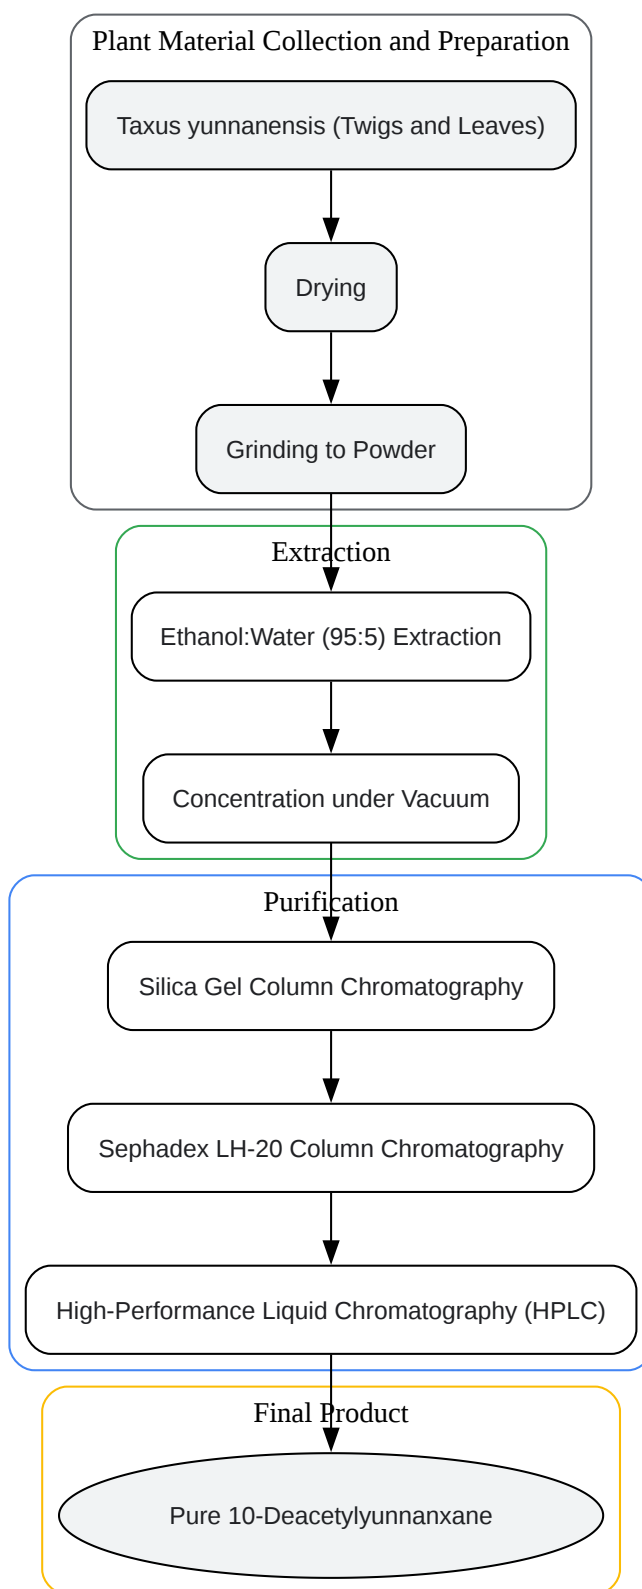 Plant Material Collection and Preparation
Taxus yunnanensis (Twigs and Leaves)
Drying
Grinding to Powder
Extraction
Ethanol:Water (95:5) Extraction
Concentration under Vacuum
Purification
Silica Gel Column Chromatography
Sephadex LH-20 Column Chromatography
High-Performance Liquid Chromatography (HPLC)
Final Product
Pure 10-Deacetylyunnanxane